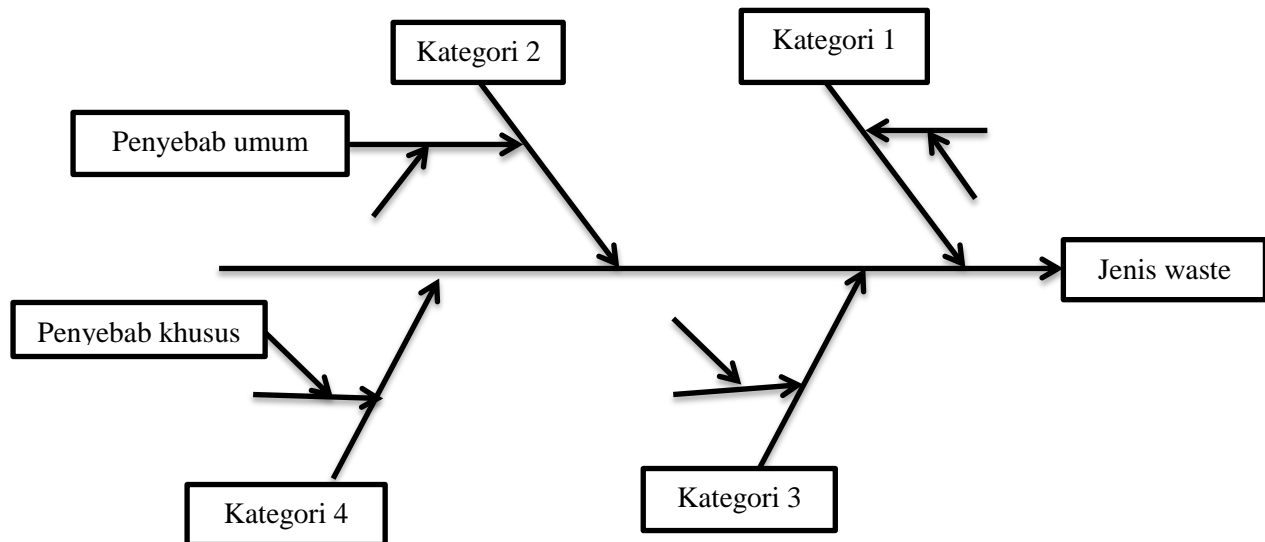 Kategori 2
Kategori 1
Penyebab umum
Jenis waste
Penyebab khusus
Kategori 3
Kategori 4